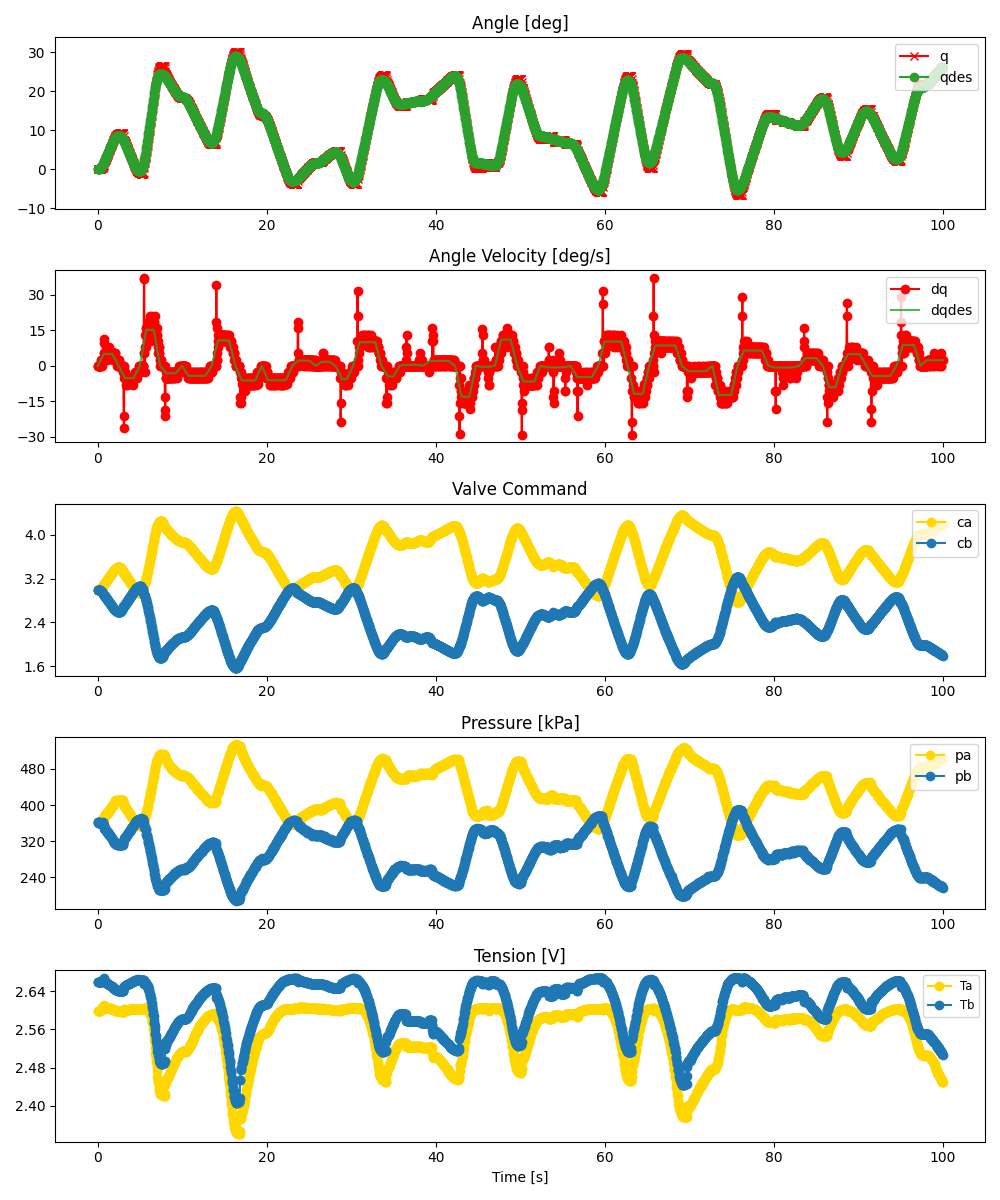 Angle [deg]
30
20
10
0
−10
q
qdes
0 20 40 60 80 100
Angle Velocity [deg/s]
30
15
0
−15
−30
dq
dqdes
0 20 40 60 80 100
Valve Command
4.0
3.2
2.4
1.6
ca
cb
0 20 40 60 80 100
Pressure [kPa]
480
400
320
240
pa
pb
0 20 40 60 80 100
Tension [V]
2.64
2.56
2.48
2.40
Ta
Tb
0 20 40 60 80 100
Time [s]